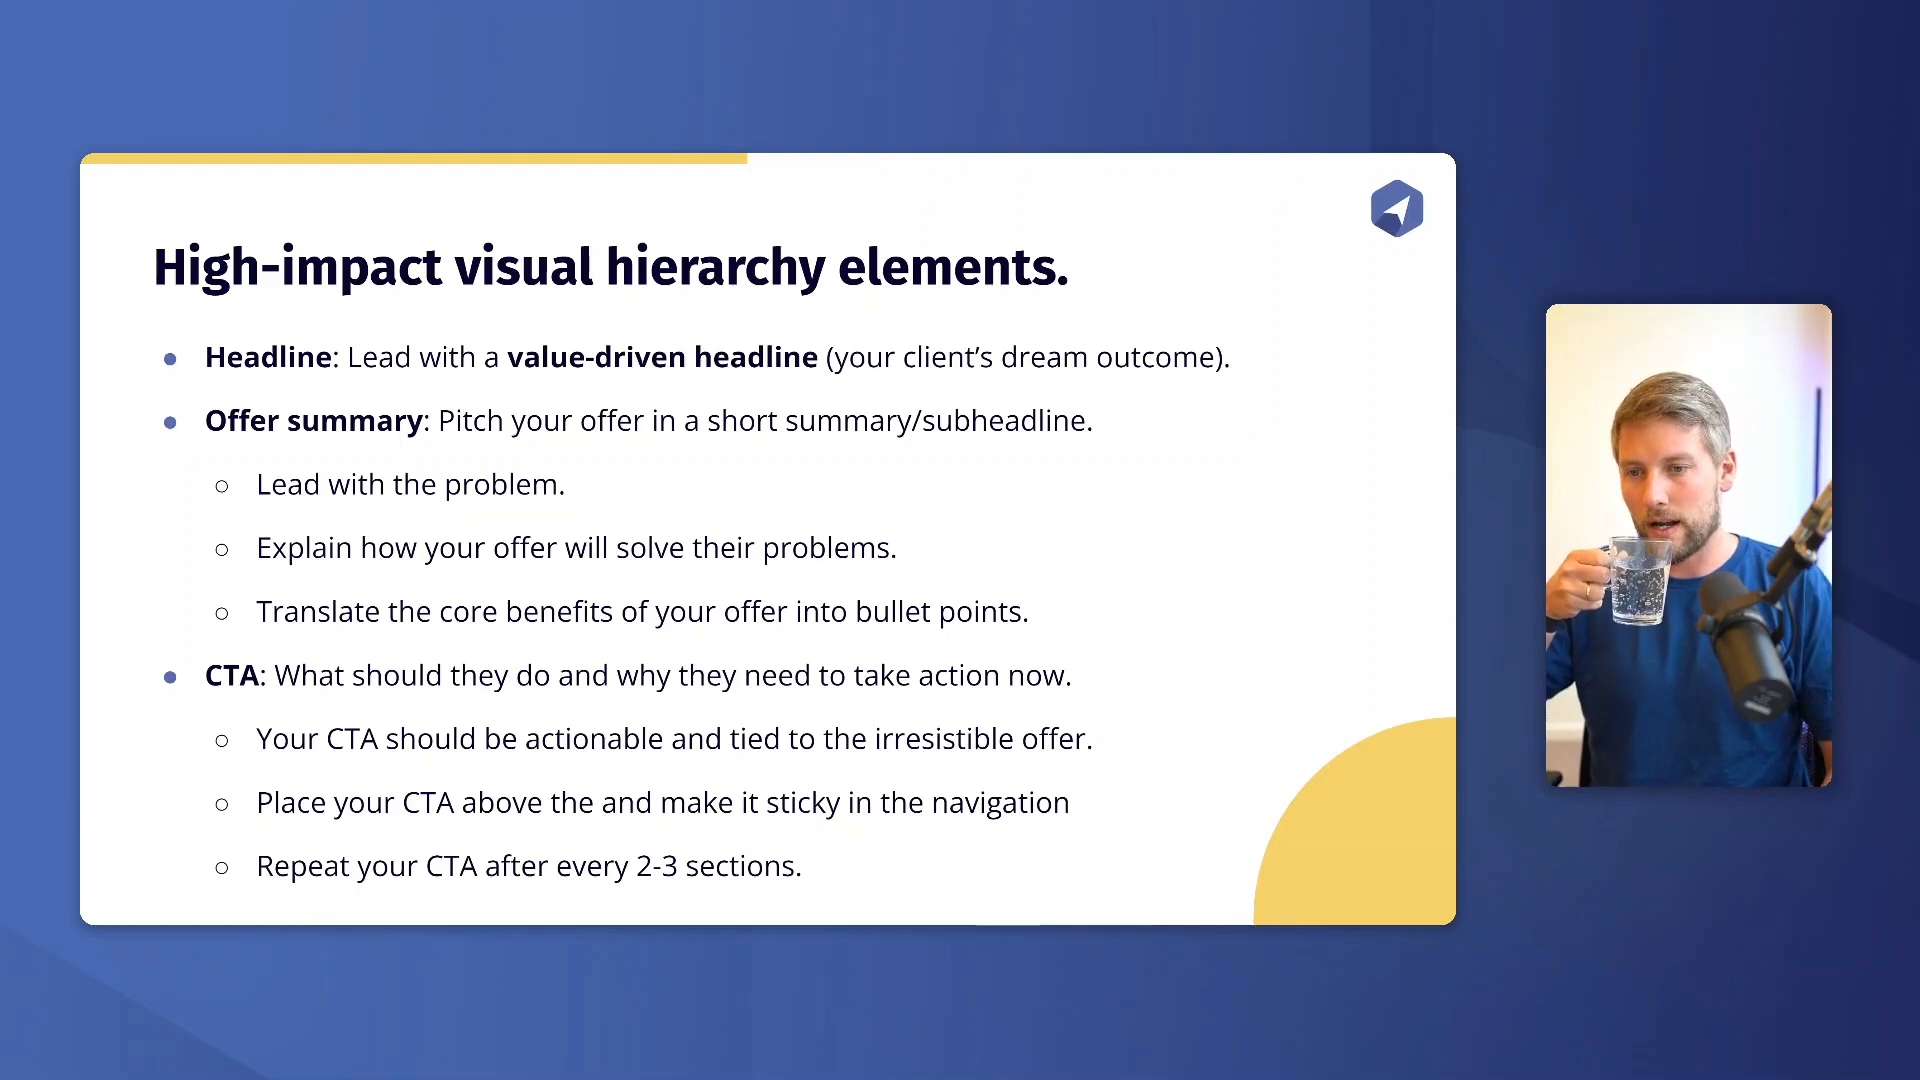 High-impact visual hierarchy elements.
● Headline: Lead with a value-driven headline (your client’s dream outcome).
● Offer summary: Pitch your offer in a short summary/subheadline.
○ Lead with the problem.
○ Explain how your offer will solve their problems.
○ Translate the core benefits of your offer into bullet points.
● CTA: What should they do and why they need to take action now.
○ Your CTA should be actionable and tied to the irresistible offer.
○ Place your CTA above the and make it sticky in the navigation
○ Repeat your CTA after every 2-3 sections.